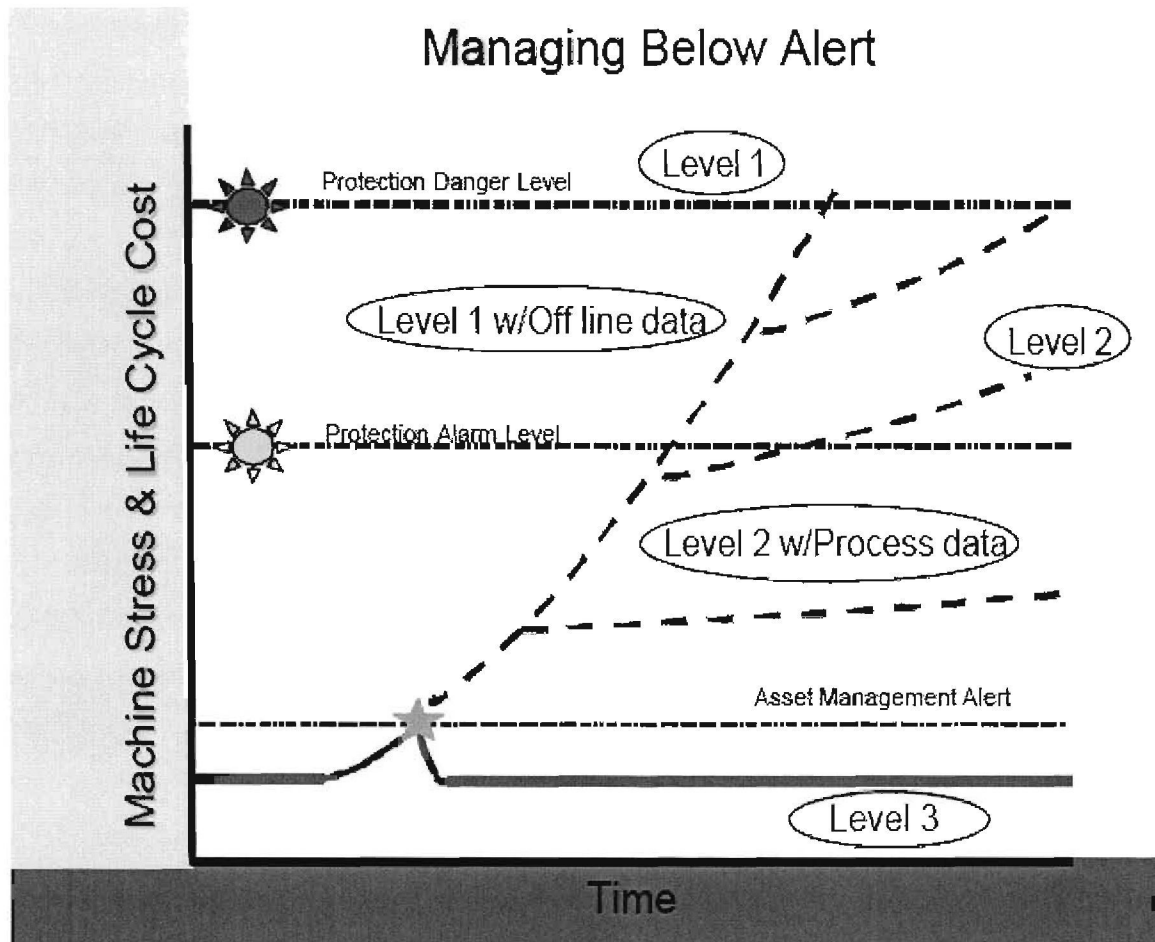 Managing Below Alert
Machine Stress & Life Cycle Cost
Level 1
Protection Danger Level
Level 1 w/Off line data
Level 2
Protection Alarm Level
Level 2 w/Process data
Asset Management Alert
Level 3
Time